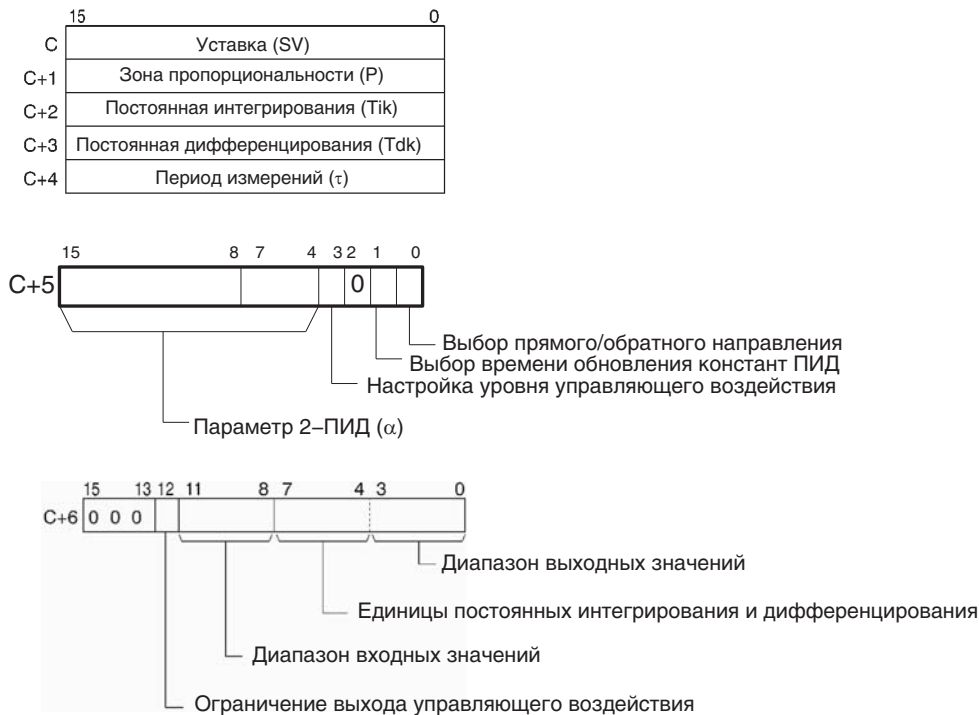 15 0
C Уставка (SV)
C+1 Зона пропорциональности (P)
C+2 Постоянная интегрирования (Tik)
C+3 Постоянная дифференцирования (Tdk)
C+4 Период измерений (τ)
15 8 7 4 3 2 1 0
C+5 0
Выбор прямого/обратного направления
Выбор времени обновления констант ПИД
Настройка уровня управляющего воздействия
Параметр 2–ПИД (α)
15 13 12 11 8 7 4 3 0
C+6 0 0 0
Диапазон выходных значений
Единицы постоянных интегрирования и дифференцирования
Диапазон входных значений
Ограничение выхода управляющего воздействия